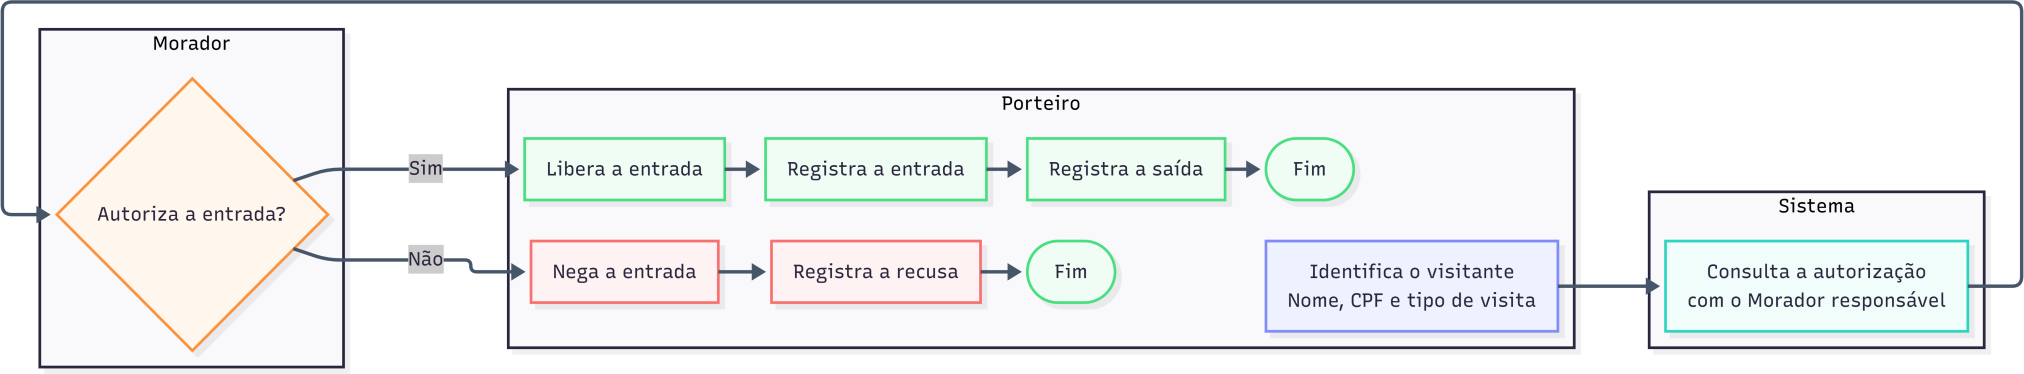 Morador
Autoriza a entrada?
Sim
Não
Porteiro
Libera a entrada
Registra a entrada
Registra a saída
Fim
Nega a entrada
Registra a recusa
Fim
Identifica o visitante
Nome, CPF e tipo de visita
Sistema
Consulta a autorização
com o Morador responsável